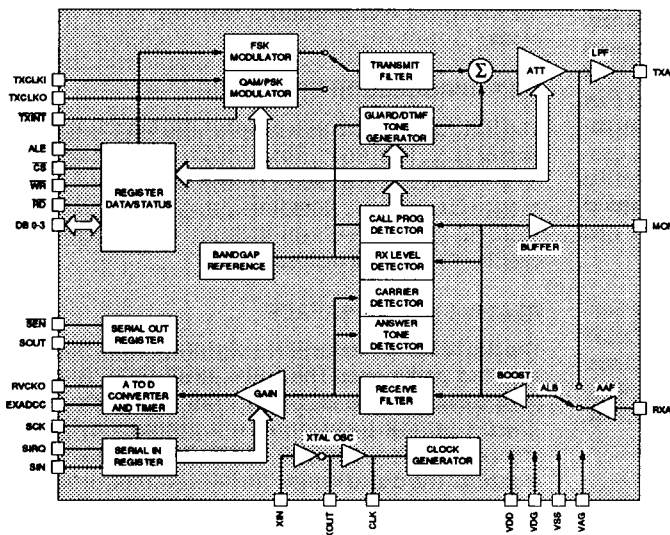 FSK
MODULATOR
QAM/PSK
MODULATOR
TRANSMIT
FILTER
Σ
ATT
LPF
TXA
TXCLKI
TXCLKO
TXINT
ALE
CS
WR
RD
DB 0-3
REGISTER
DATA/STATUS
GUARD/DTMF
TONE
GENERATOR
CALL PROG
DETECTOR
RX LEVEL
DETECTOR
CARRIER
DETECTOR
ANSWER
TONE DETECTOR
BANDGAP
REFERENCE
BUFFER
MON
SEN
SOUT
SERIAL OUT
REGISTER
RVCKO
EXADCC
A TO D
CONVERTER
AND TIMER
GAIN
RECEIVE
FILTER
BOOST
ALB
AAF
RXA
SCK
SIRQ
SIN
SERIAL IN
REGISTER
XTAL OSC
CLOCK
GENERATOR
XIN
XOUT
CLK
VDD
VDG
VSS
VAG